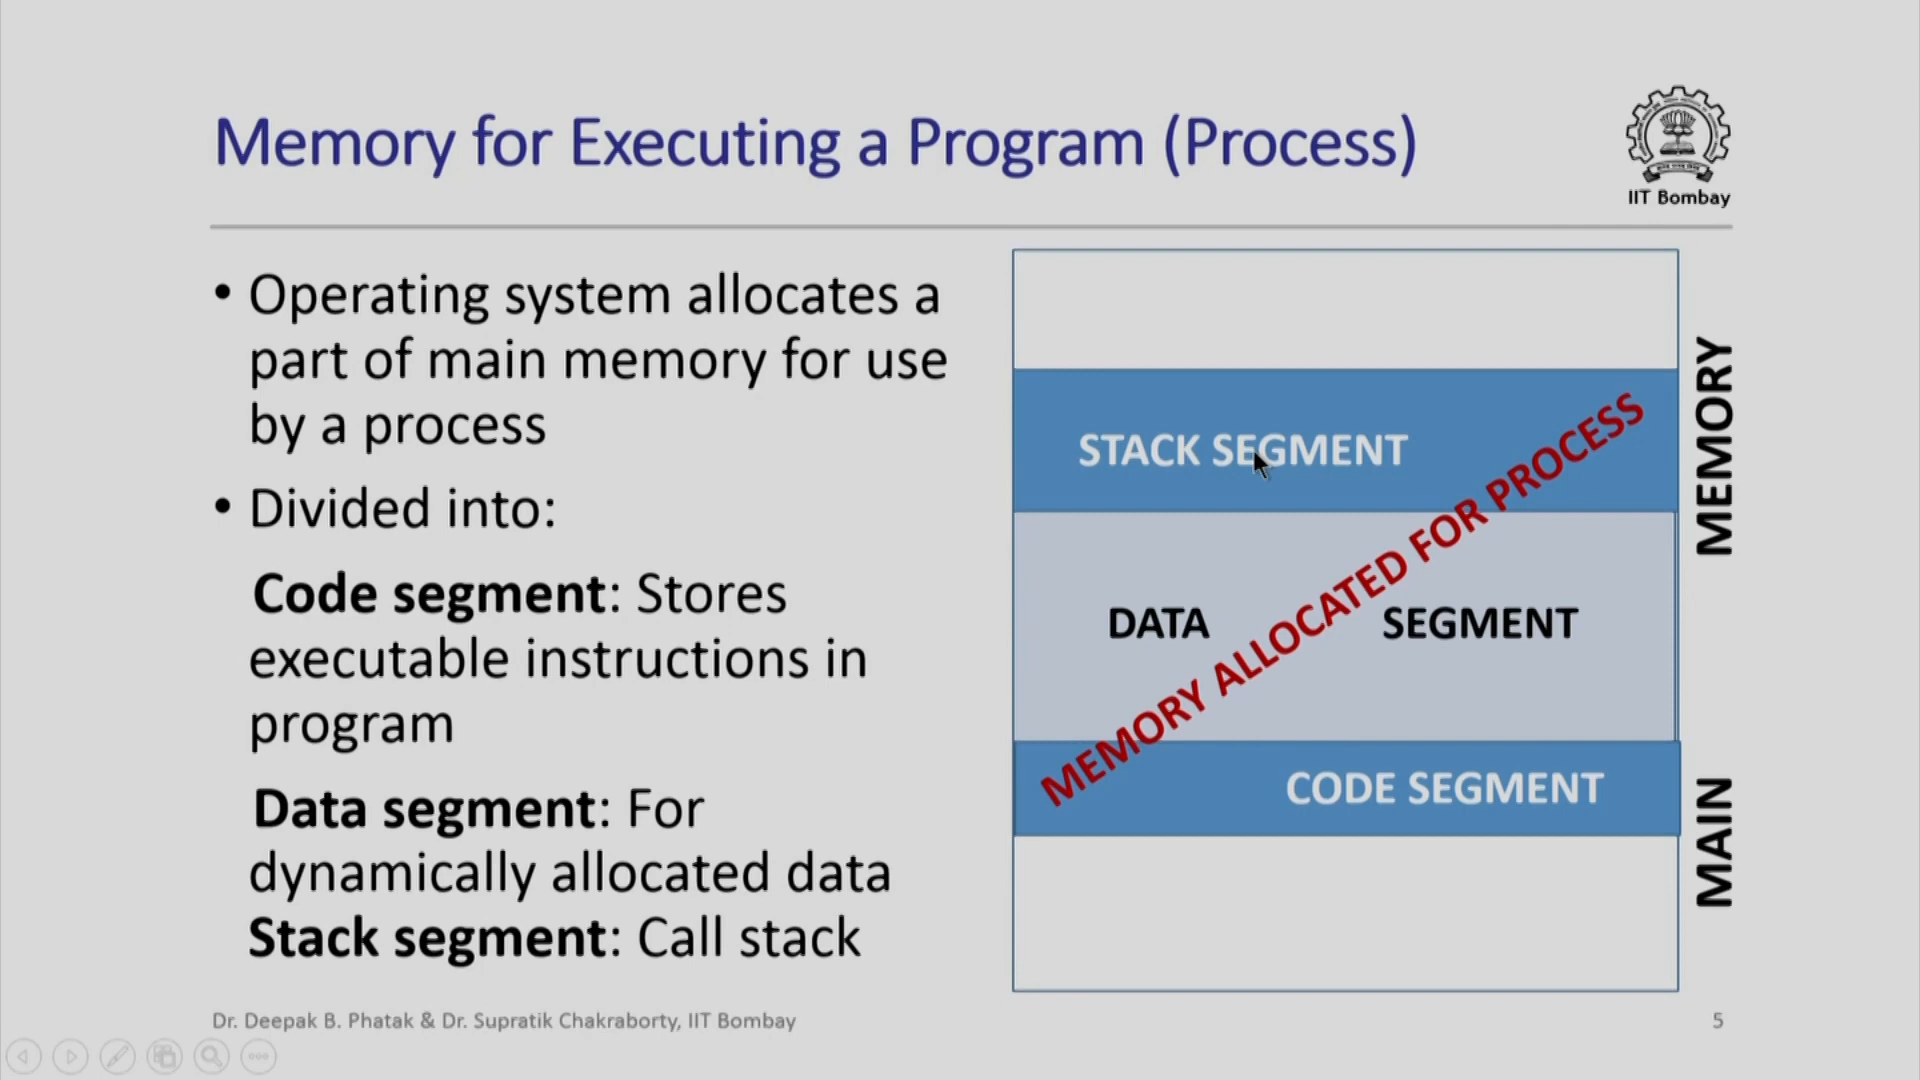 Memory for Executing a Program (Process)
IIT Bombay
• Operating system allocates a
part of main memory for use
by a process
• Divided into:
Code segment: Stores
executable instructions in
program
Data segment: For
dynamically allocated data
Stack segment: Call stack
STACK SEGMENT
MEMORY ALLOCATED FOR PROCESS
DATA SEGMENT
CODE SEGMENT
MAIN MEMORY
Dr. Deepak B. Phatak & Dr. Supratik Chakraborty, IIT Bombay
5